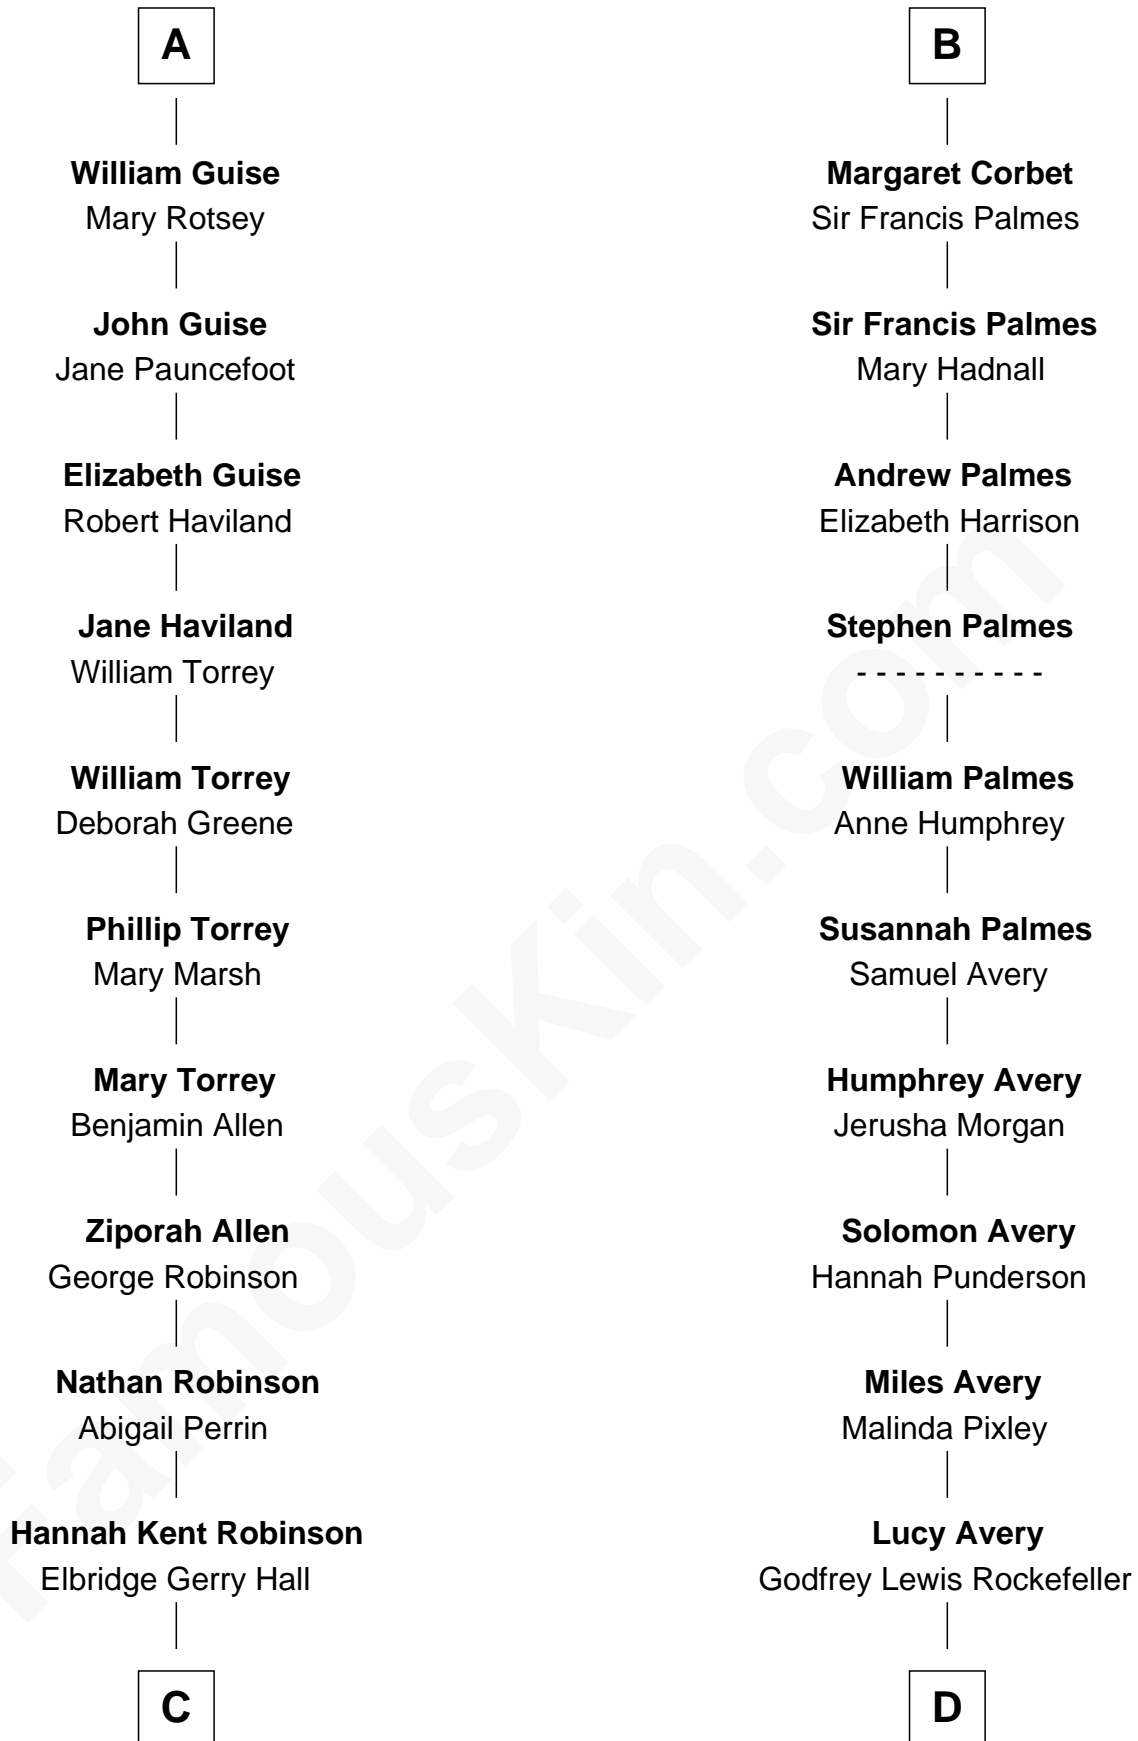 A
William Guise
Mary Rotsey
John Guise
Jane Pauncefoot
Elizabeth Guise
Robert Haviland
Jane Haviland
William Torrey
William Torrey
Deborah Greene
Phillip Torrey
Mary Marsh
Mary Torrey
Benjamin Allen
Ziporah Allen
George Robinson
Nathan Robinson
Abigail Perrin
Hannah Kent Robinson
Elbridge Gerry Hall
C
B
Margaret Corbet
Sir Francis Palmes
Sir Francis Palmes
Mary Hadnall
Andrew Palmes
Elizabeth Harrison
Stephen Palmes
- - - - - - - - - -
William Palmes
Anne Humphrey
Susannah Palmes
Samuel Avery
Humphrey Avery
Jerusha Morgan
Solomon Avery
Hannah Punderson
Miles Avery
Malinda Pixley
Lucy Avery
Godfrey Lewis Rockefeller
D
FamousKin.com